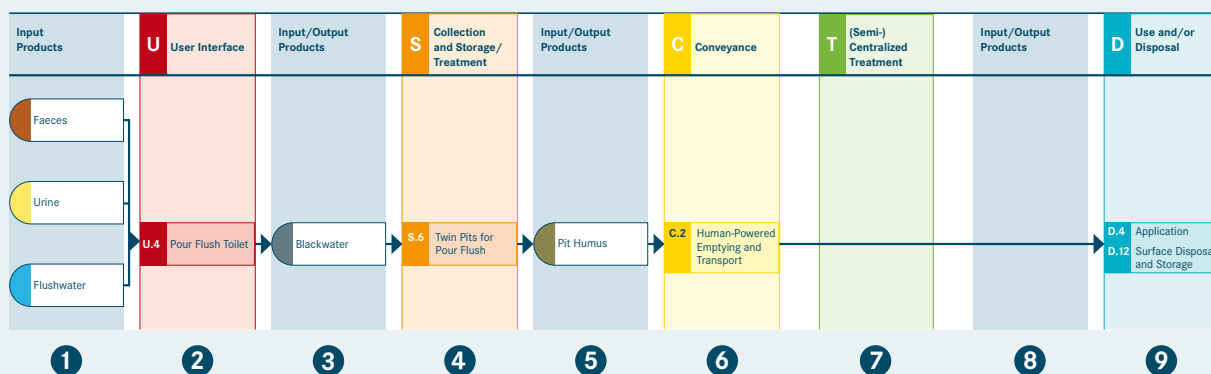 Input
Products
U User Interface
Input/Output
Products
S Collection
and Storage/
Treatment
Input/Output
Products
C Conveyance
T (Semi-)
Centralized
Treatment
Input/Output
Products
D Use and/or
Disposal
Faeces
Urine
Flushwater
U.4 Pour Flush Toilet
Blackwater
S.6 Twin Pits for
Pour Flush
Pit Humus
C.2 Human-Powered
Emptying and
Transport
D.4 Application
D.12 Surface Disposa
and Storage
1 2 3 4 5 6 7 8 9